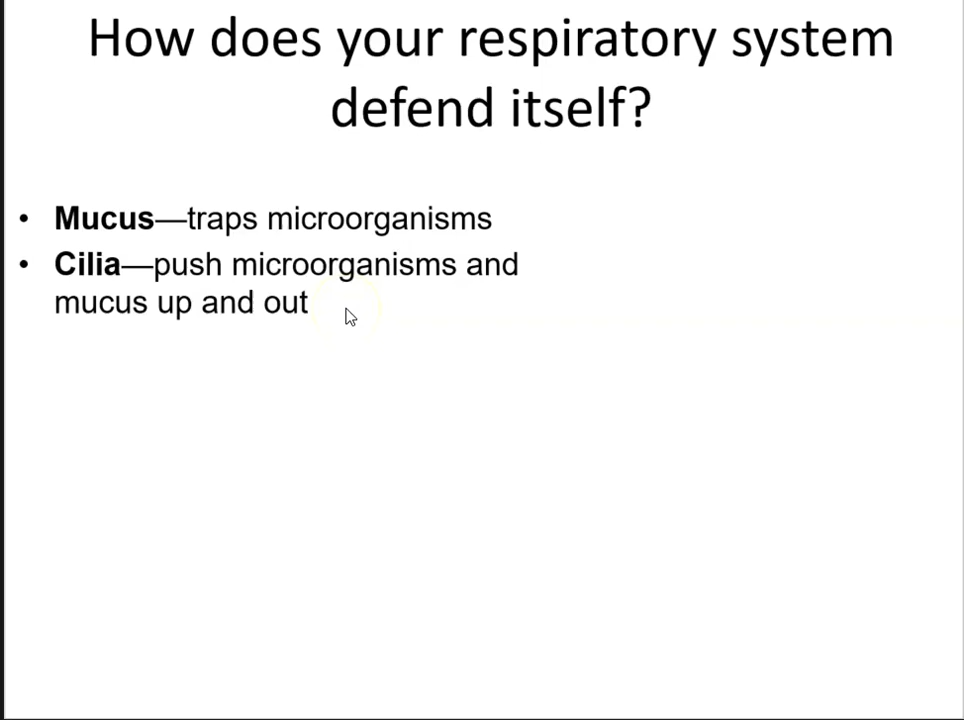 How does your respiratory system
defend itself?
• Mucus—traps microorganisms
• Cilia—push microorganisms and
mucus up and out